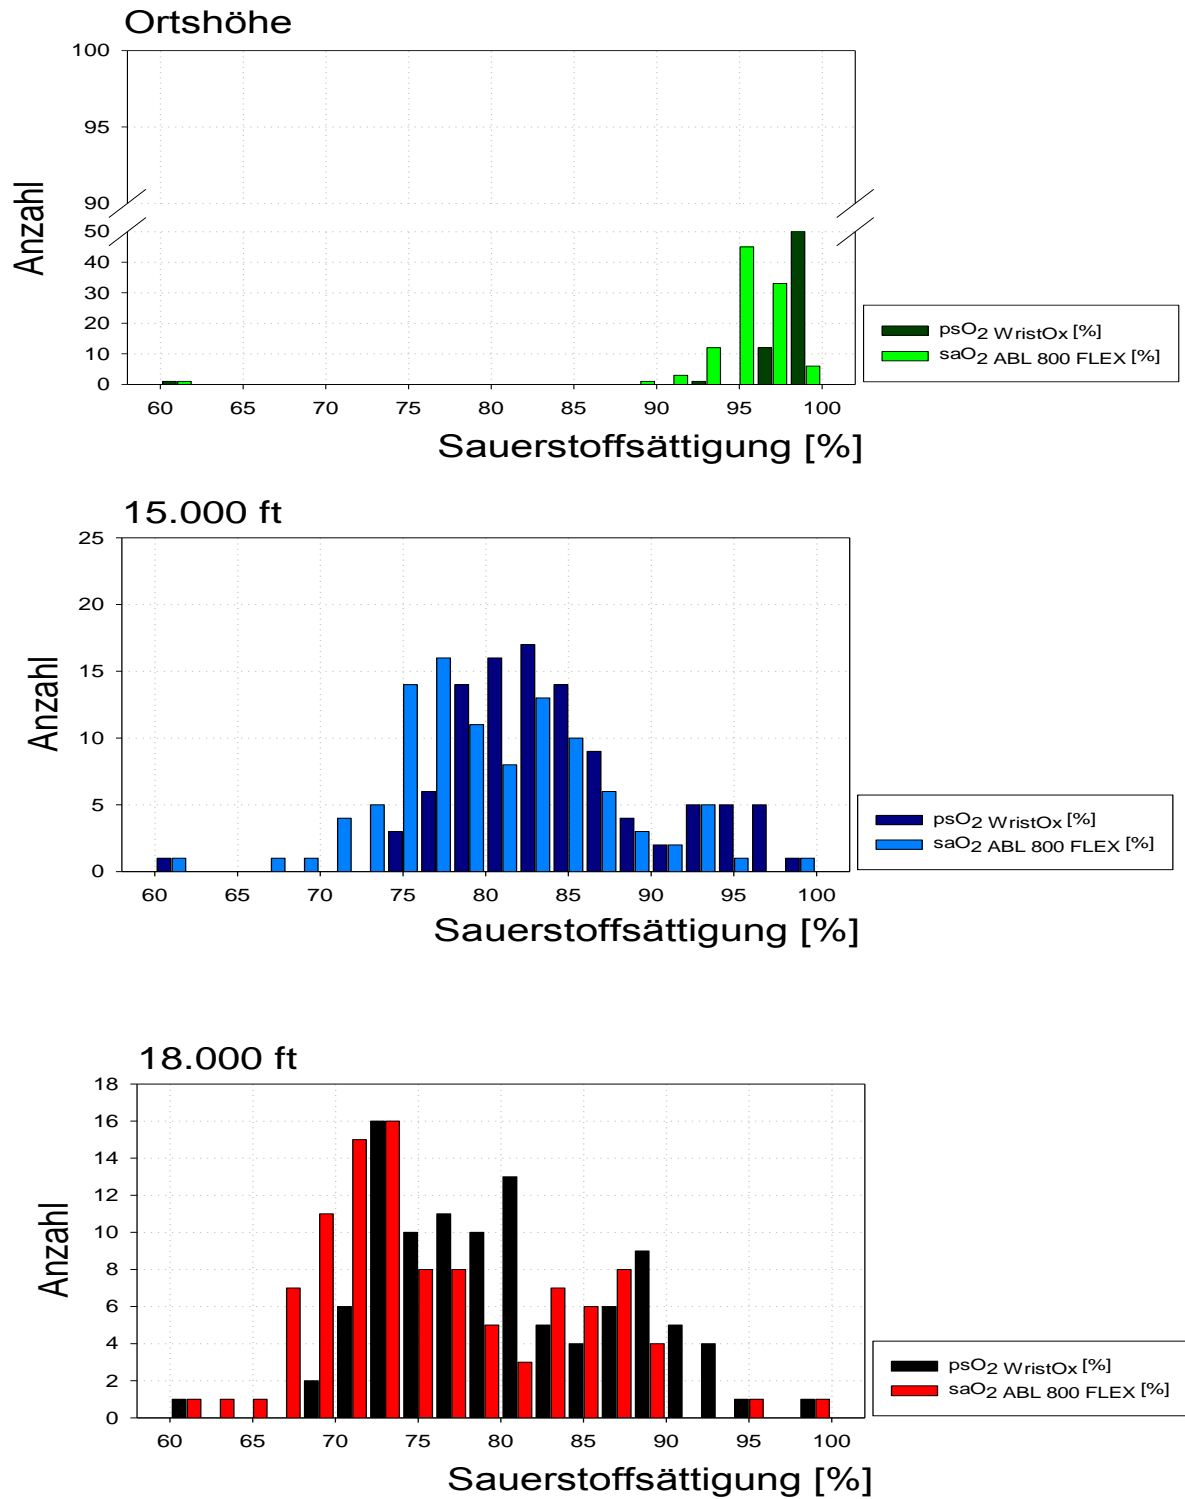 Ortshöhe
100
95
90
50
40
30
20
10
0
Anzahl
60 65 70 75 80 85 90 95 100
Sauerstoffsättigung [%]
psO2 WristOx [%]
saO2 ABL 800 FLEX [%]
15.000 ft
25
20
15
10
5
0
Anzahl
60 65 70 75 80 85 90 95 100
Sauerstoffsättigung [%]
psO2 WristOx [%]
saO2 ABL 800 FLEX [%]
18.000 ft
18
16
14
12
10
8
6
4
2
0
Anzahl
60 65 70 75 80 85 90 95 100
Sauerstoffsättigung [%]
psO2 WristOx [%]
saO2 ABL 800 FLEX [%]